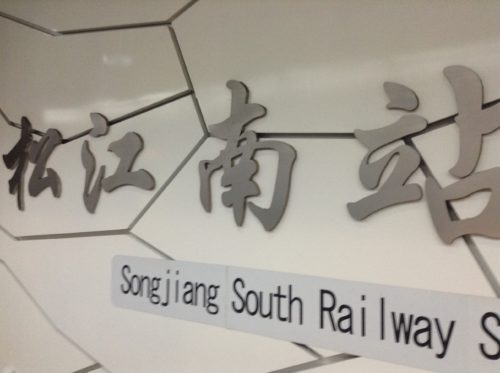 松江南站
Songjiang South Railway S